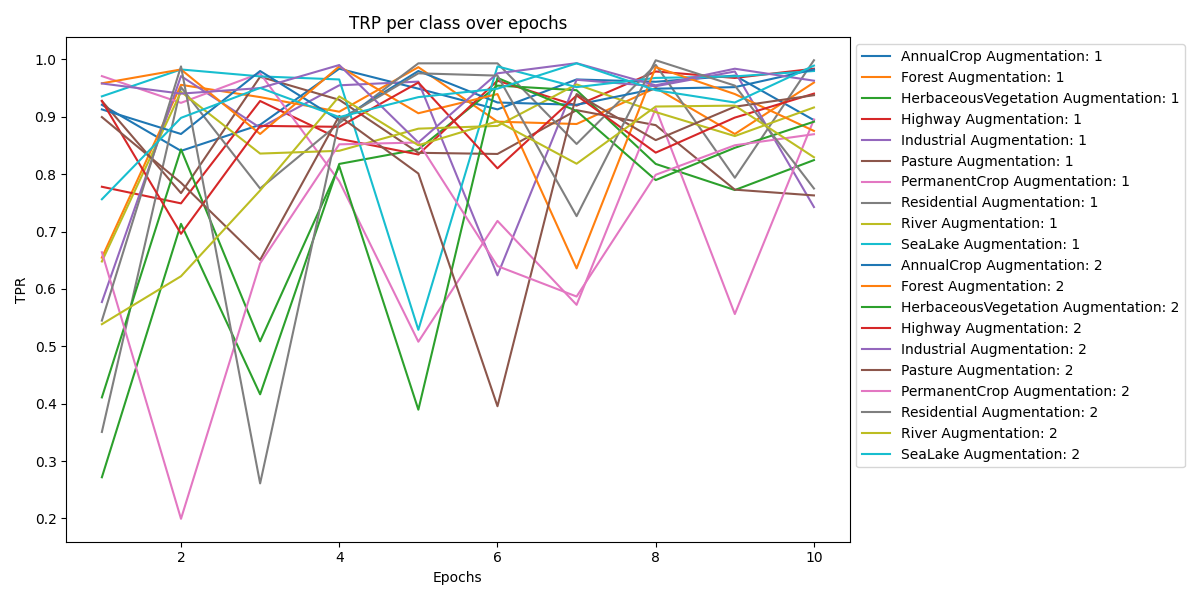 TRP per class over epochs
TPR
1.0
0.9
0.8
0.7
0.6
0.5
0.4
0.3
0.2
2
4
6
8
10
Epochs
AnnualCrop Augmentation: 1
Forest Augmentation: 1
HerbaceousVegetation Augmentation: 1
Highway Augmentation: 1
Industrial Augmentation: 1
Pasture Augmentation: 1
PermanentCrop Augmentation: 1
Residential Augmentation: 1
River Augmentation: 1
SeaLake Augmentation: 1
AnnualCrop Augmentation: 2
Forest Augmentation: 2
HerbaceousVegetation Augmentation: 2
Highway Augmentation: 2
Industrial Augmentation: 2
Pasture Augmentation: 2
PermanentCrop Augmentation: 2
Residential Augmentation: 2
River Augmentation: 2
SeaLake Augmentation: 2